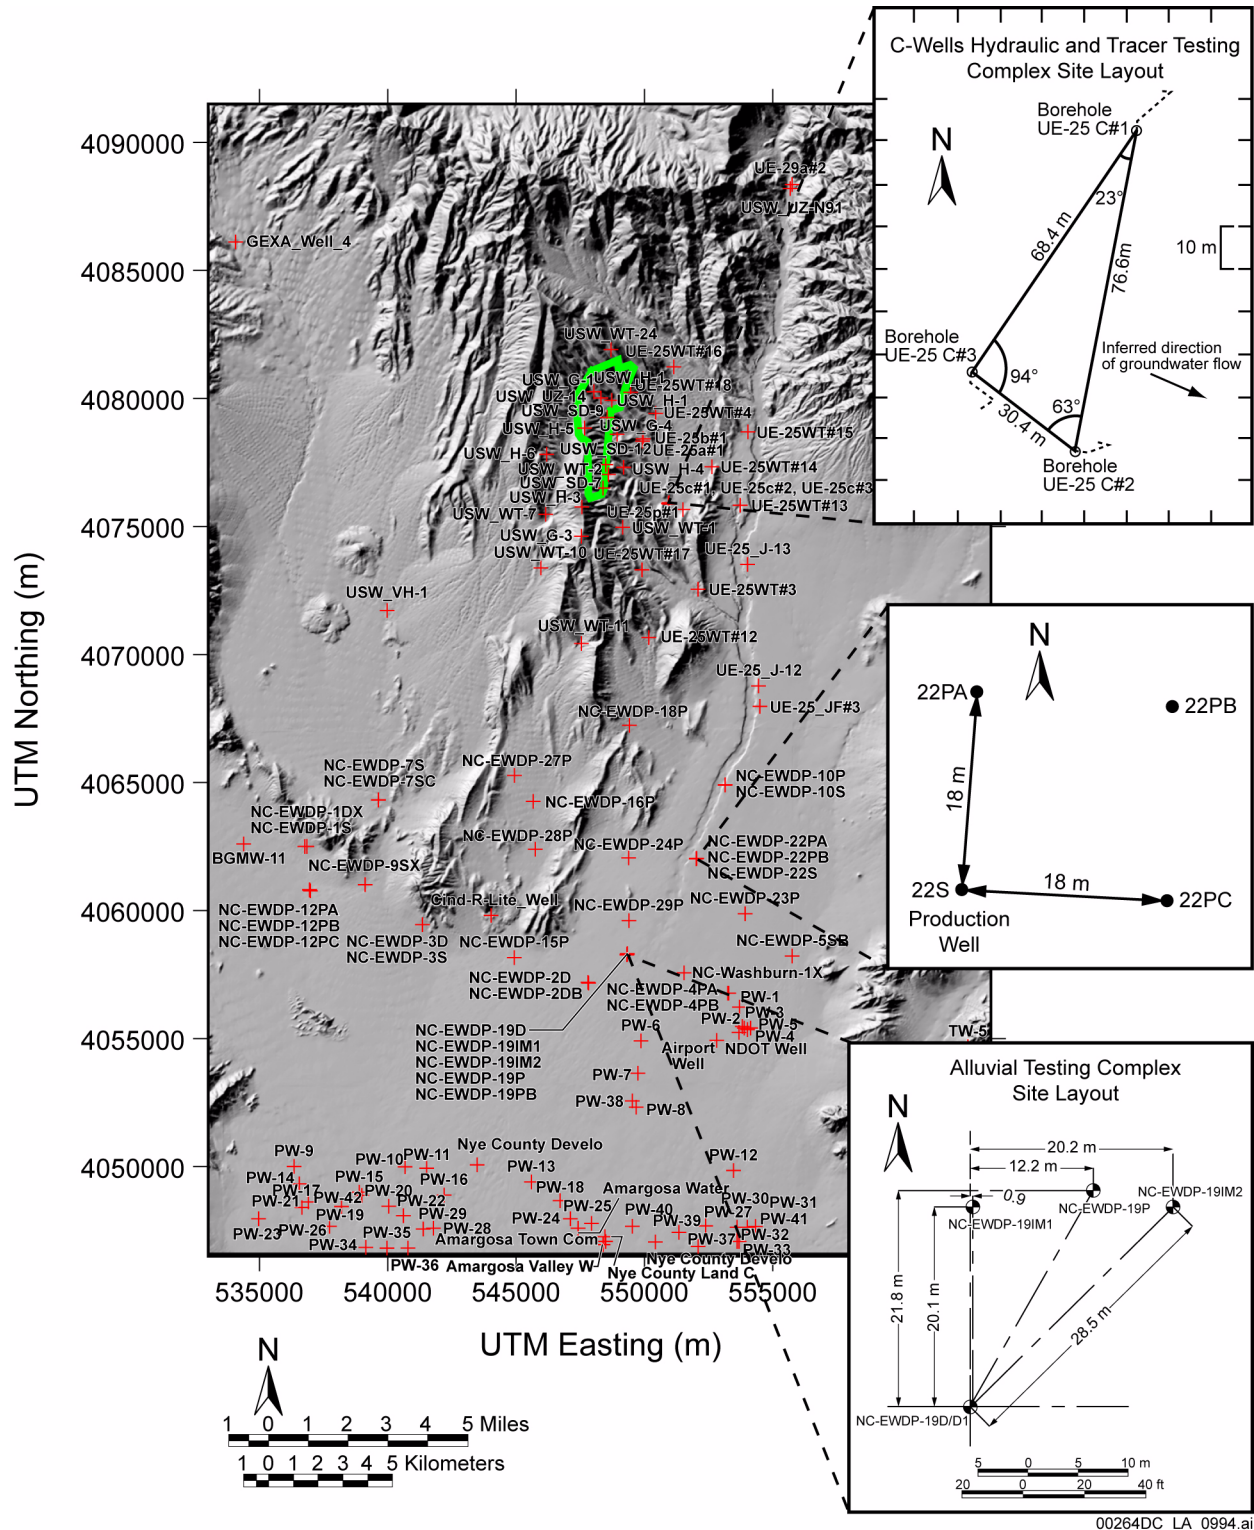 C-Wells Hydraulic and Tracer Testing
Complex Site Layout
Borehole
UE-25 C#1
N
23°
68.4 m
76.6m
10 m
Borehole
UE-25 C#3
94°
Inferred direction
of groundwater flow
63°
30.4 m
Borehole
UE-25 C#2
4090000
4085000
4080000
4075000
4070000
4065000
4060000
4055000
4050000
UTM Northing (m)
UE-29a#2
USW_UZ-N91
GEXA_Well_4
USW_WT-24
UE-25WT#16
USW_G-1
USW_H-1
UE-25WT#18
USW_UZ-14
USW_H-1
USW_SD-9
UE-25WT#4
USW_H-5
USW_G-4
UE-25b#1
UE-25WT#15
USW_SD-12
UE-25a#1
USW_H-6
USW_WT-2
USW_H-4
UE-25WT#14
USW_SD-7
UE-25c#1, UE-25c#2, UE-25c#3
USW_H-3
UE-25WT#13
USW_WT-7
UE-25p#1
USW_WT-1
USW_G-3
USW_WT-10
UE-25WT#17
UE-25_J-13
UE-25WT#3
USW_VH-1
USW_WT-11
UE-25WT#12
UE-25_J-12
UE-25_JF#3
NC-EWDP-18P
NC-EWDP-7S
NC-EWDP-7SC
NC-EWDP-27P
NC-EWDP-10P
NC-EWDP-10S
NC-EWDP-1DX
NC-EWDP-1S
NC-EWDP-16P
BGMW-11
NC-EWDP-28P
NC-EWDP-24P
NC-EWDP-22PA
NC-EWDP-22PB
NC-EWDP-22S
NC-EWDP-9SX
Cind-R-Lite_Well
NC-EWDP-29P
NC-EWDP-23P
NC-EWDP-12PA
NC-EWDP-12PB
NC-EWDP-12PC
NC-EWDP-3D
NC-EWDP-3S
NC-EWDP-15P
NC-EWDP-5SB
NC-EWDP-2D
NC-EWDP-2DB
NC-Washburn-1X
NC-EWDP-4PA
NC-EWDP-4PB
PW-1
PW-3
PW-2
PW-5
PW-4
NC-EWDP-19D
NC-EWDP-19IM1
NC-EWDP-19IM2
NC-EWDP-19P
NC-EWDP-19PB
PW-6
Airport
Well
NDOT Well
TW-5
PW-7
PW-38
PW-8
PW-9
PW-10
PW-11
Nye County Develo
PW-12
PW-14
PW-15
PW-16
PW-13
PW-17
PW-42
PW-20
PW-18
Amargosa Water
PW-30
PW-31
PW-21
PW-22
PW-25
PW-40
PW-27
PW-23
PW-26
PW-19
PW-29
PW-24
PW-39
PW-41
PW-34
PW-35
PW-28
Amargosa Town Com
PW-37
PW-32
PW-33
PW-36
Amargosa Valley W
Nye County Develo
Nye County Land C
535000
540000
545000
550000
555000
UTM Easting (m)
N
22PA
22PB
18 m
22S
18 m
22PC
Production
Well
Alluvial Testing Complex
Site Layout
N
20.2 m
12.2 m
0.9
NC-EWDP-19IM2
NC-EWDP-19P
NC-EWDP-19IM1
21.8 m
20.1 m
28.5 m
NC-EWDP-19D/D1
5 0 5 10 m
20 0 20 40 ft
N
1 0 1 2 3 4 5 Miles
1 0 1 2 3 4 5 Kilometers
00264DC_LA_0994.ai